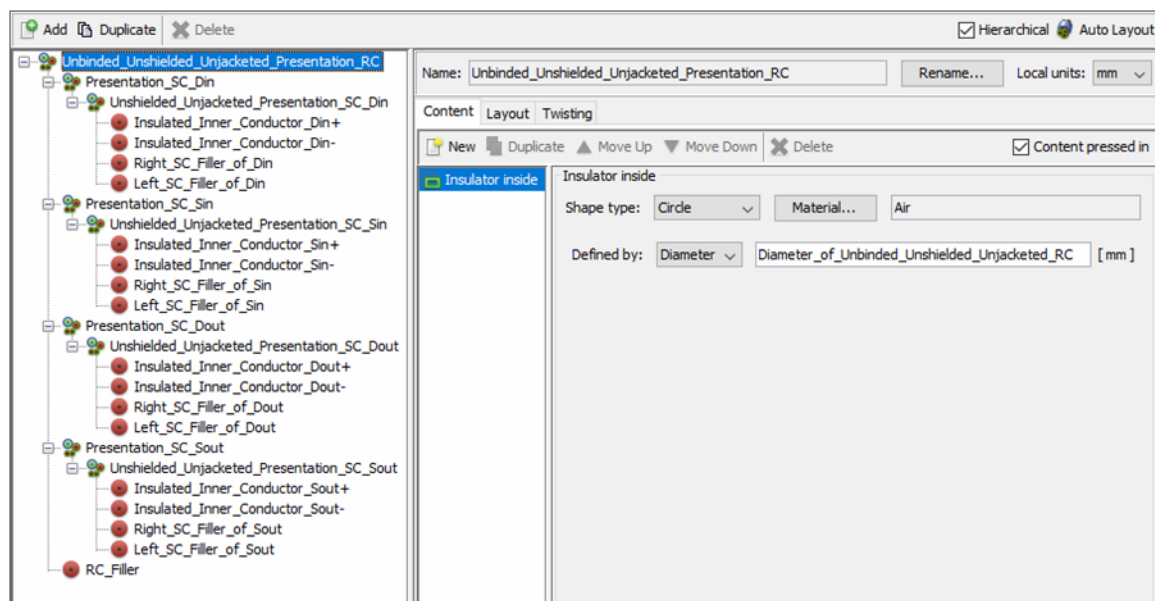 Add Duplicate Delete Hierarchical Auto Layout
Unbinded_Unshielded_Unjacketed_Presentation_RC
Presentation_SC_Din
Unshielded_Unjacketed_Presentation_SC_Din
Insulated_Inner_Conductor_Din+
Insulated_Inner_Conductor_Din-
Right_SC_Filler_of_Din
Left_SC_Filler_of_Din
Presentation_SC_Sin
Unshielded_Unjacketed_Presentation_SC_Sin
Insulated_Inner_Conductor_Sin+
Insulated_Inner_Conductor_Sin-
Right_SC_Filler_of_Sin
Left_SC_Filler_of_Sin
Presentation_SC_Dout
Unshielded_Unjacketed_Presentation_SC_Dout
Insulated_Inner_Conductor_Dout+
Insulated_Inner_Conductor_Dout-
Right_SC_Filler_of_Dout
Left_SC_Filler_of_Dout
Presentation_SC_Sout
Unshielded_Unjacketed_Presentation_SC_Sout
Insulated_Inner_Conductor_Sout+
Insulated_Inner_Conductor_Sout-
Right_SC_Filler_of_Sout
Left_SC_Filler_of_Sout
RC_Filler
Name: Unbinded_Unshielded_Unjacketed_Presentation_RC Rename... Local units: mm
Content Layout Twisting
New Duplicate Move Up Move Down Delete Content pressed in
Insulator inside
Insulator inside
Shape type: Circle Material... Air
Defined by: Diameter Diameter_of_Unbinded_Unshielded_Unjacketed_RC [mm]